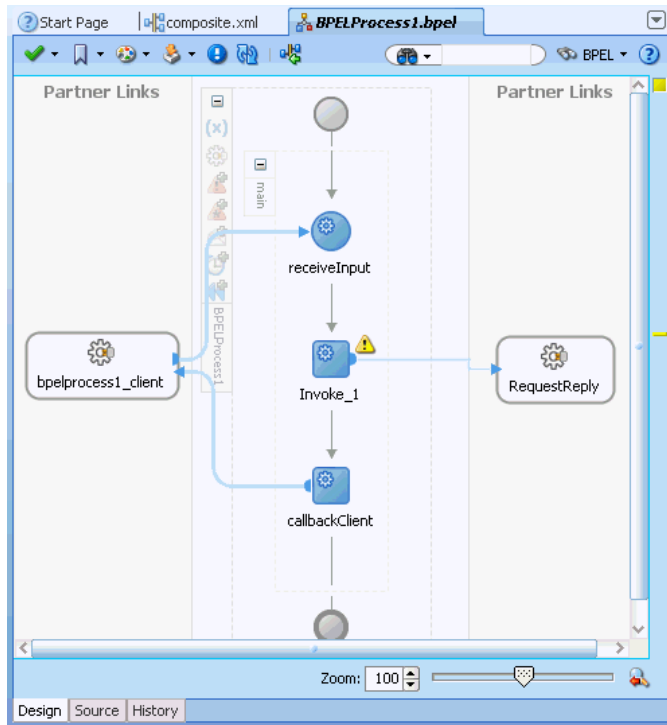 Start Page composite.xml BPELProcess1.bpel
BPEL
Partner Links Partner Links
(x)
main
receiveInput
BPELProcess1
bpelprocess1_client
Invoke_1
RequestReply
callbackClient
Zoom: 100
Design Source History